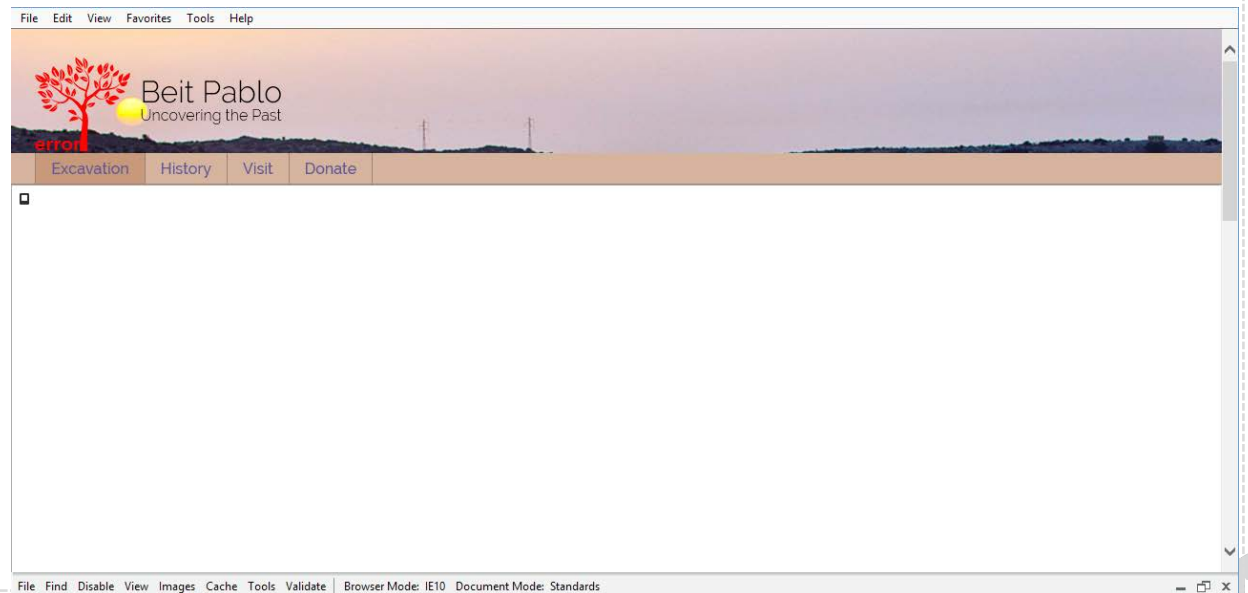 File Edit View Favorites Tools Help
Beit Pablo
Uncovering the Past
error
Excavation History Visit Donate
File Find Disable View Images Cache Tools Validate Browser Mode: IE10 Document Mode: Standards